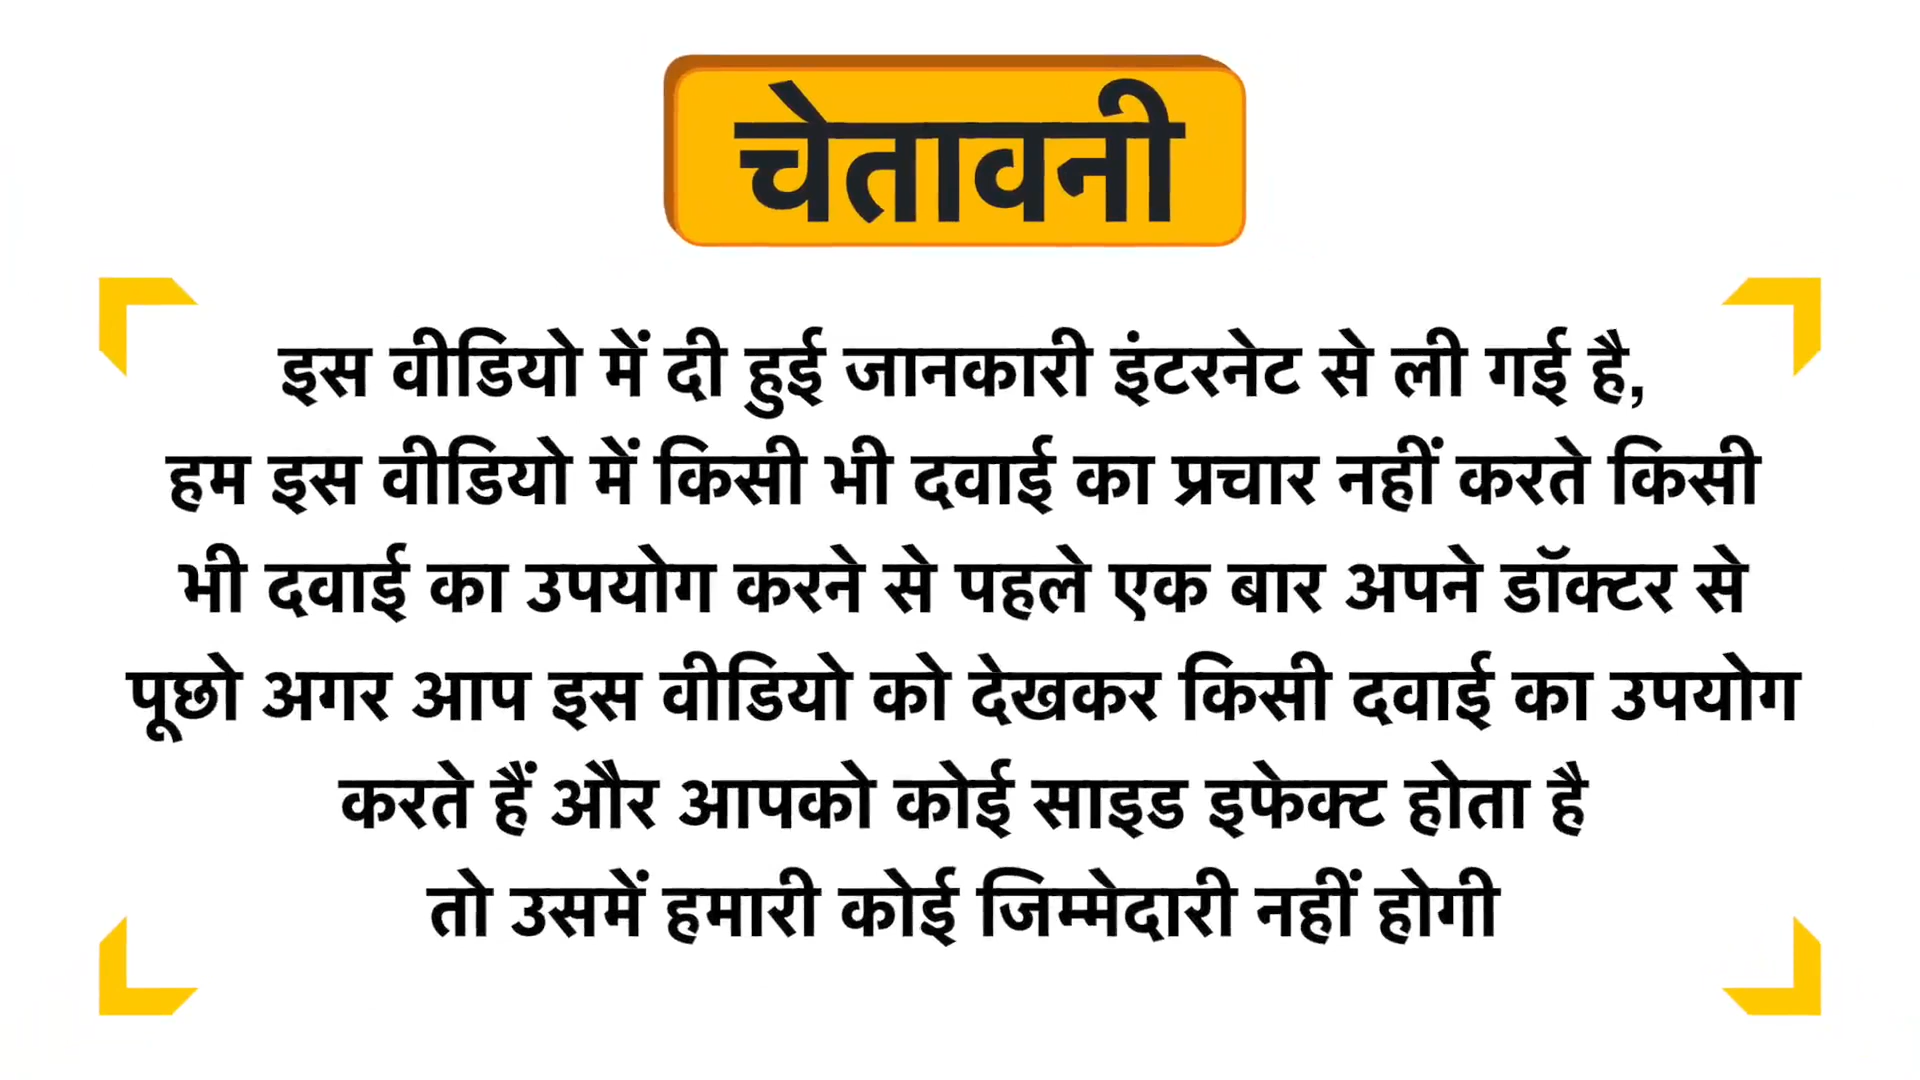 चेतावनी
इस वीडियो में दी हुई जानकारी इंटरनेट से ली गई है,
हम इस वीडियो में किसी भी दवाई का प्रचार नहीं करते किसी
भी दवाई का उपयोग करने से पहले एक बार अपने डॉक्टर से
पूछो अगर आप इस वीडियो को देखकर किसी दवाई का उपयोग
करते हैं और आपको कोई साइड इफेक्ट होता है
तो उसमें हमारी कोई जिम्मेदारी नहीं होगी